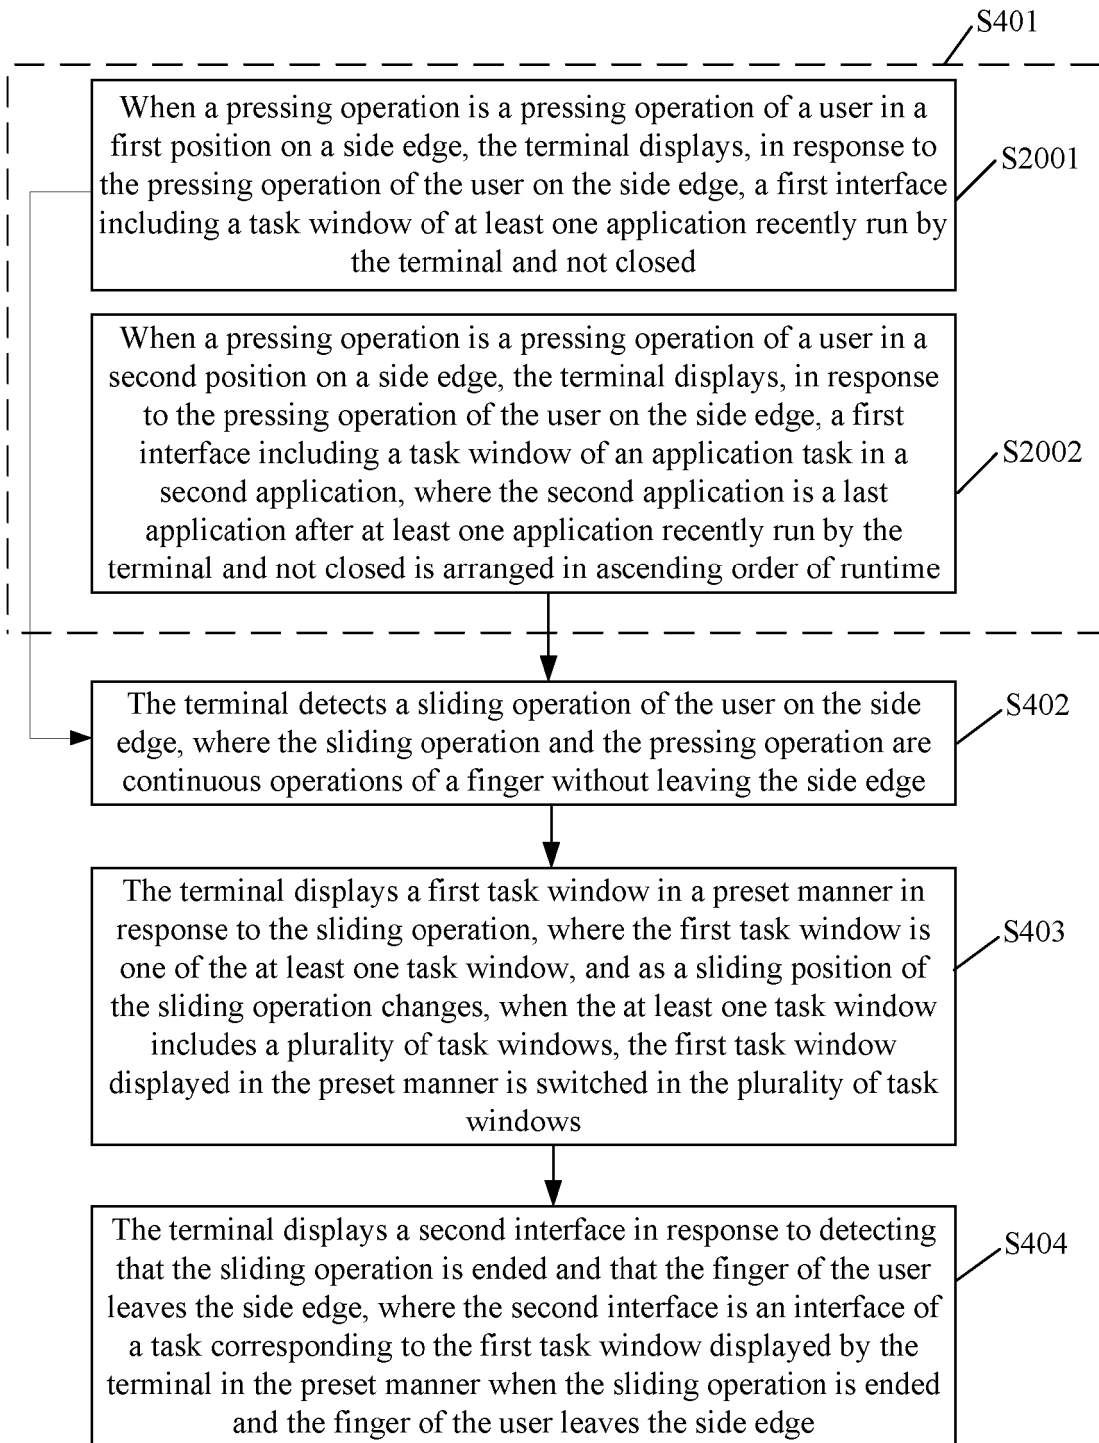 S401
When a pressing operation is a pressing operation of a user in a
first position on a side edge, the terminal displays, in response to
the pressing operation of the user on the side edge, a first interface
including a task window of at least one application recently run by
the terminal and not closed
S2001
When a pressing operation is a pressing operation of a user in a
second position on a side edge, the terminal displays, in response
to the pressing operation of the user on the side edge, a first
interface including a task window of an application task in a
second application, where the second application is a last
application after at least one application recently run by the
terminal and not closed is arranged in ascending order of runtime
S2002
The terminal detects a sliding operation of the user on the side
edge, where the sliding operation and the pressing operation are
continuous operations of a finger without leaving the side edge
S402
The terminal displays a first task window in a preset manner in
response to the sliding operation, where the first task window is
one of the at least one task window, and as a sliding position of
the sliding operation changes, when the at least one task window
includes a plurality of task windows, the first task window
displayed in the preset manner is switched in the plurality of task
windows
S403
The terminal displays a second interface in response to detecting
that the sliding operation is ended and that the finger of the user
leaves the side edge, where the second interface is an interface of
a task corresponding to the first task window displayed by the
terminal in the preset manner when the sliding operation is ended
and the finger of the user leaves the side edge
S404